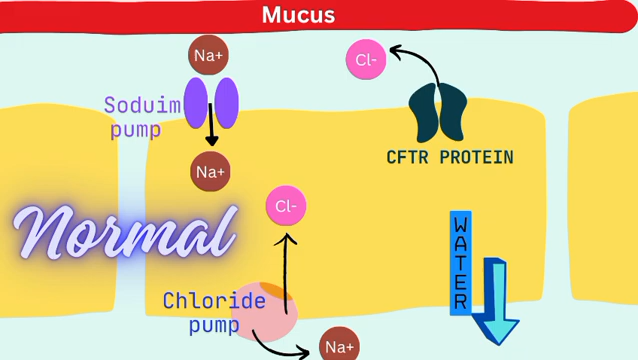 Mucus
Na+
Cl-
Soduim
pump
CFTR PROTEIN
Na+
Cl-
Normal
WATER
Chloride
pump
Na+